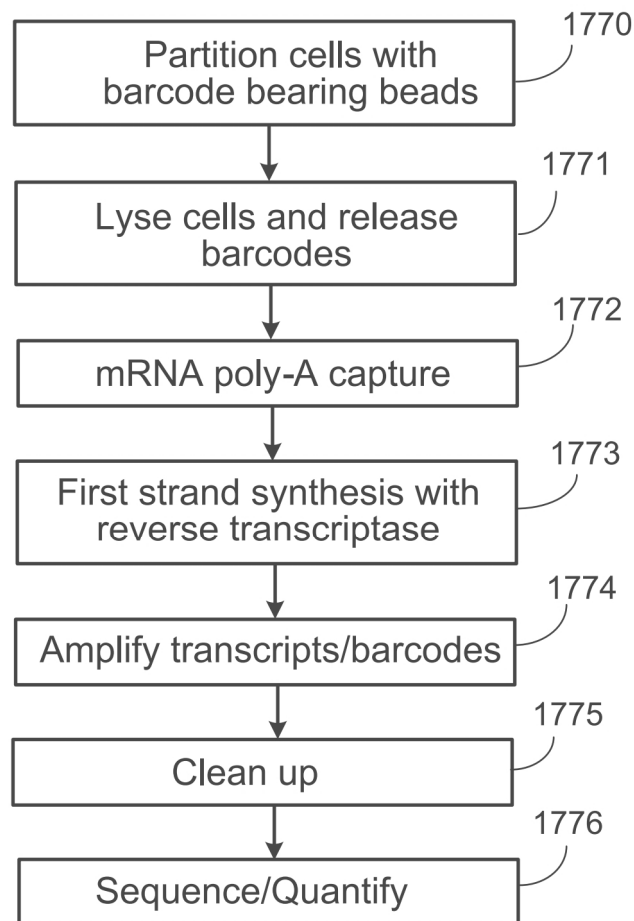 1770
Partition cells with
barcode bearing beads
1771
Lyse cells and release
barcodes
1772
mRNA poly-A capture
1773
First strand synthesis with
reverse transcriptase
1774
Amplify transcripts/barcodes
1775
Clean up
1776
Sequence/Quantify